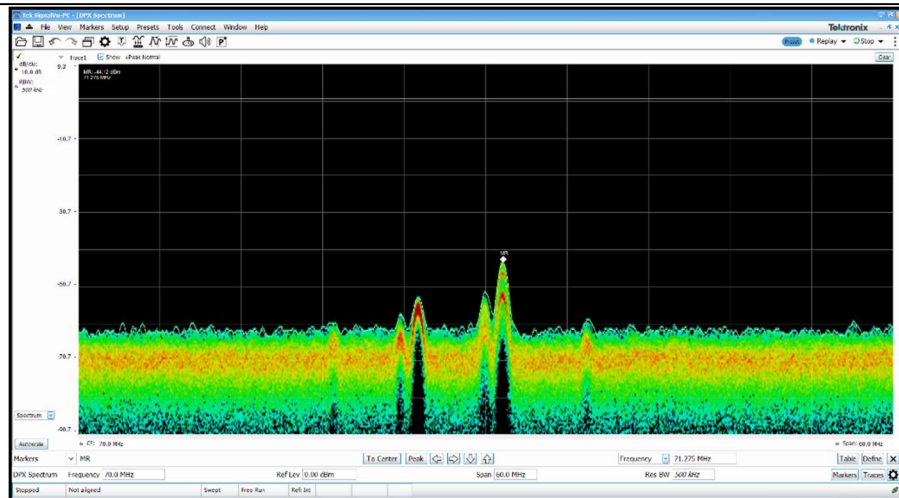 Tek SignalVu-PC - [DPX Spectrum]
File View Markers Setup Presets Tools Connect Window Help
Tektronix
Replay Stop
Trace1 Show +Peak Normal
Clear
dB/div:
10.0 dB
RBW:
500 kHz
9.3
MR: -44.12 dBm
71.275 MHz
-10.7
-30.7
-50.7
-70.7
-90.7
MR
Spectrum
Autoscale
CF: 70.0 MHz
Span: 60.0 MHz
Markers MR To Center Peak Frequency 71.275 MHz Table Define X
DPX Spectrum Frequency 70.0 MHz Ref Lev 0.00 dBm Span 60.0 MHz Res BW 500 kHz Markers Traces
Stopped Not aligned Swept Free Run Ref: Int